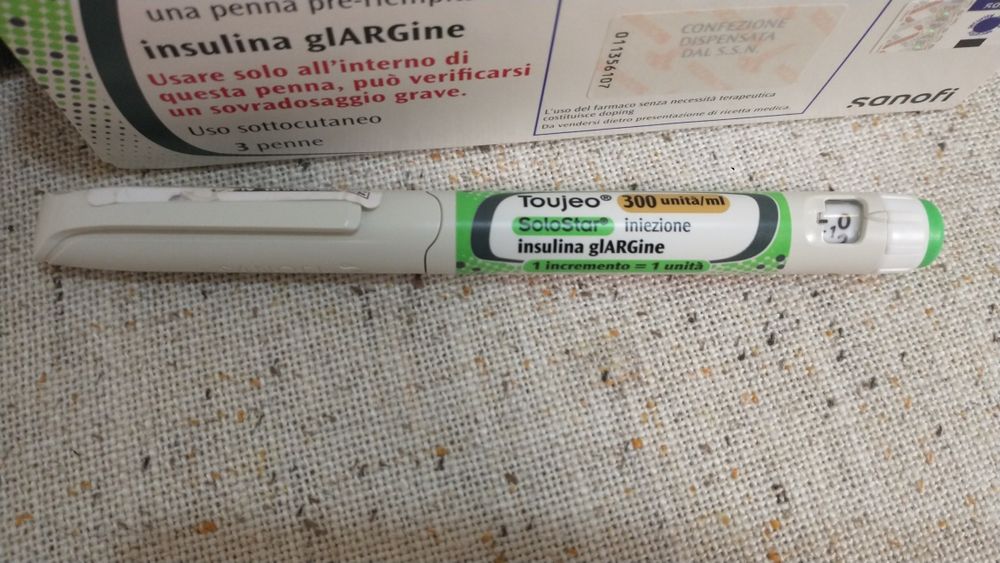 una penna pre-riempita
insulina glARGine
Usare solo all'interno di
questa penna, può verificarsi
un sovradosaggio grave.
Uso sottocutaneo
3 penne
011356107
CONFEZIONE
DISPENSATA
DAL S.S.N.
L'uso del farmaco senza necessità terapeutica
costituisce doping
Da vendersi dietro presentazione di ricetta medica.
sanofi
Toujeo® 300 unità/ml
SoloStar® iniezione
insulina glARGine
1 incremento = 1 unità
0